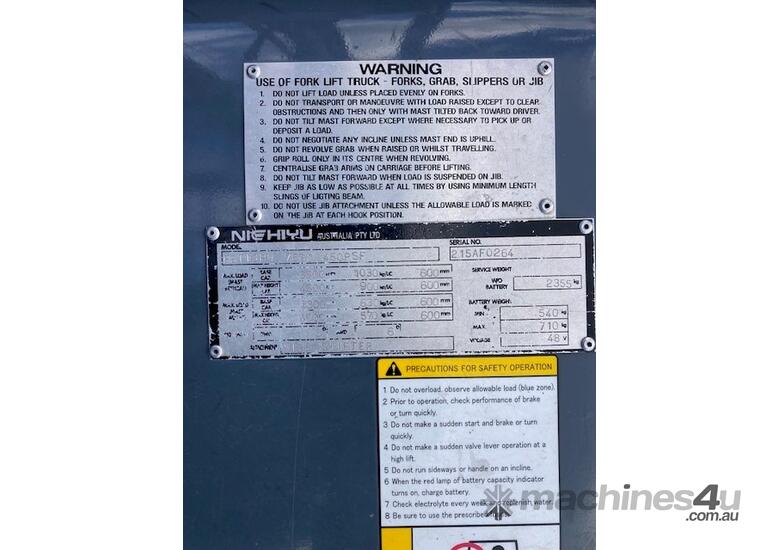 WARNING
USE OF FORK LIFT TRUCK - FORKS, GRAB, SLIPPERS OR JIB
1. DO NOT LIFT LOAD UNLESS PLACED EVENLY ON FORKS.
2. DO NOT TRANSPORT OR MANOEUVRE WITH LOAD RAISED EXCEPT TO CLEAR
OBSTRUCTIONS AND THEN ONLY WITH MAST TILTED BACK TOWARD DRIVER.
3. DO NOT TILT MAST FORWARD EXCEPT WHERE NECESSARY TO PICK UP OR
DEPOSIT A LOAD.
4. DO NOT NEGOTIATE ANY INCLINE UNLESS MAST END IS UPHILL.
5. DO NOT REVOLVE GRAB WHEN RAISED OR WHILST TRAVELLING.
6. GRIP ROLL ONLY IN ITS CENTRE WHEN REVOLVING.
7. CENTRALISE GRAB ARMS ON CARRIAGE BEFORE LIFTING.
8. DO NOT TILT MAST FORWARD WHEN LOAD IS SUSPENDED ON JIB.
9. KEEP JIB AS LOW AS POSSIBLE AT ALL TIMES BY USING MINIMUM LENGTH
SLINGS OF LIGTING BEAM.
10. DO NOT USE JIB ATTACHMENT UNLESS THE ALLOWABLE LOAD IS MARKED
ON THE JIB AT EACH HOOK POSITION.
NICHIYU AUSTRALIA PTY LTD
MODEL SERIAL NO.
215AF0264
MAX. LOAD 1030 kg/LC 600 mm SERVICE WEIGHT
900 kg/LC 600 mm W/O BATTERY 2355 kg
kg/LC 600 mm BATTERY WEIGHT
kg/LC 600 mm MIN 540 kg
MAX. 710 kg
ATTACHMENT VOLTAGE 48 V
PRECAUTIONS FOR SAFETY OPERATION
1 Do not overload, observe allowable load (blue zone).
2 Prior to operation, check performance of brake
or turn quickly.
3 Do not make a sudden start and brake or turn
quickly.
4 Do not make a sudden valve lever operation at a
high lift.
5 Do not run sideways or handle on an incline.
6 When the red lamp of battery capacity indicator
turns on, charge battery.
7 Check electrolyte every week and replenish water.
8 Be sure to use the prescribed
machines4u
.com.au